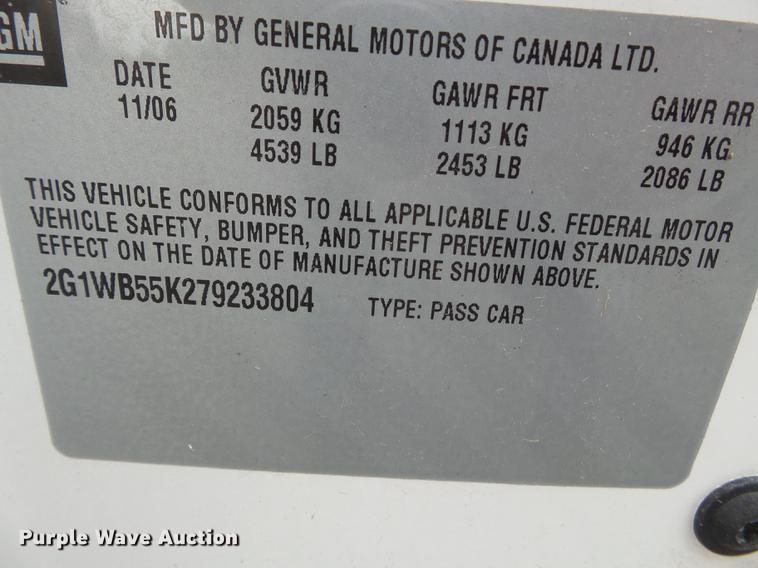 GM
MFD BY GENERAL MOTORS OF CANADA LTD.
DATE GVWR GAWR FRT GAWR RR
11/06 2059 KG 1113 KG 946 KG
4539 LB 2453 LB 2086 LB
THIS VEHICLE CONFORMS TO ALL APPLICABLE U.S. FEDERAL MOTOR
VEHICLE SAFETY, BUMPER, AND THEFT PREVENTION STANDARDS IN
EFFECT ON THE DATE OF MANUFACTURE SHOWN ABOVE.
2G1WB55K279233804 TYPE: PASS CAR
Purple Wave Auction